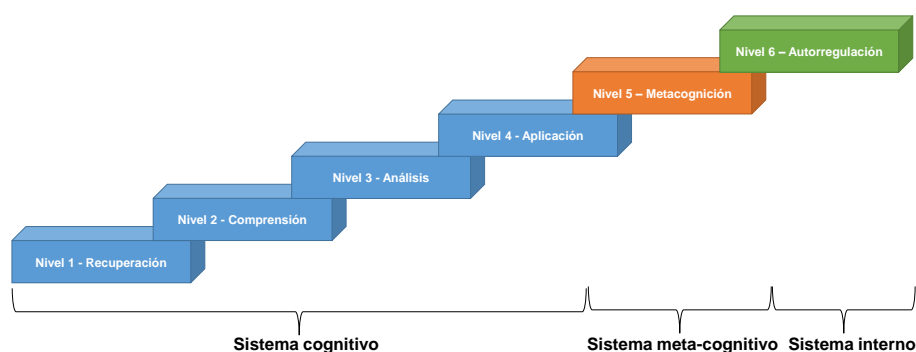 Nivel 6 – Autorregulación
Nivel 5 – Metacognición
Nivel 4 - Aplicación
Nivel 3 - Análisis
Nivel 2 - Comprensión
Nivel 1 - Recuperación
Sistema cognitivo
Sistema meta-cognitivo
Sistema interno